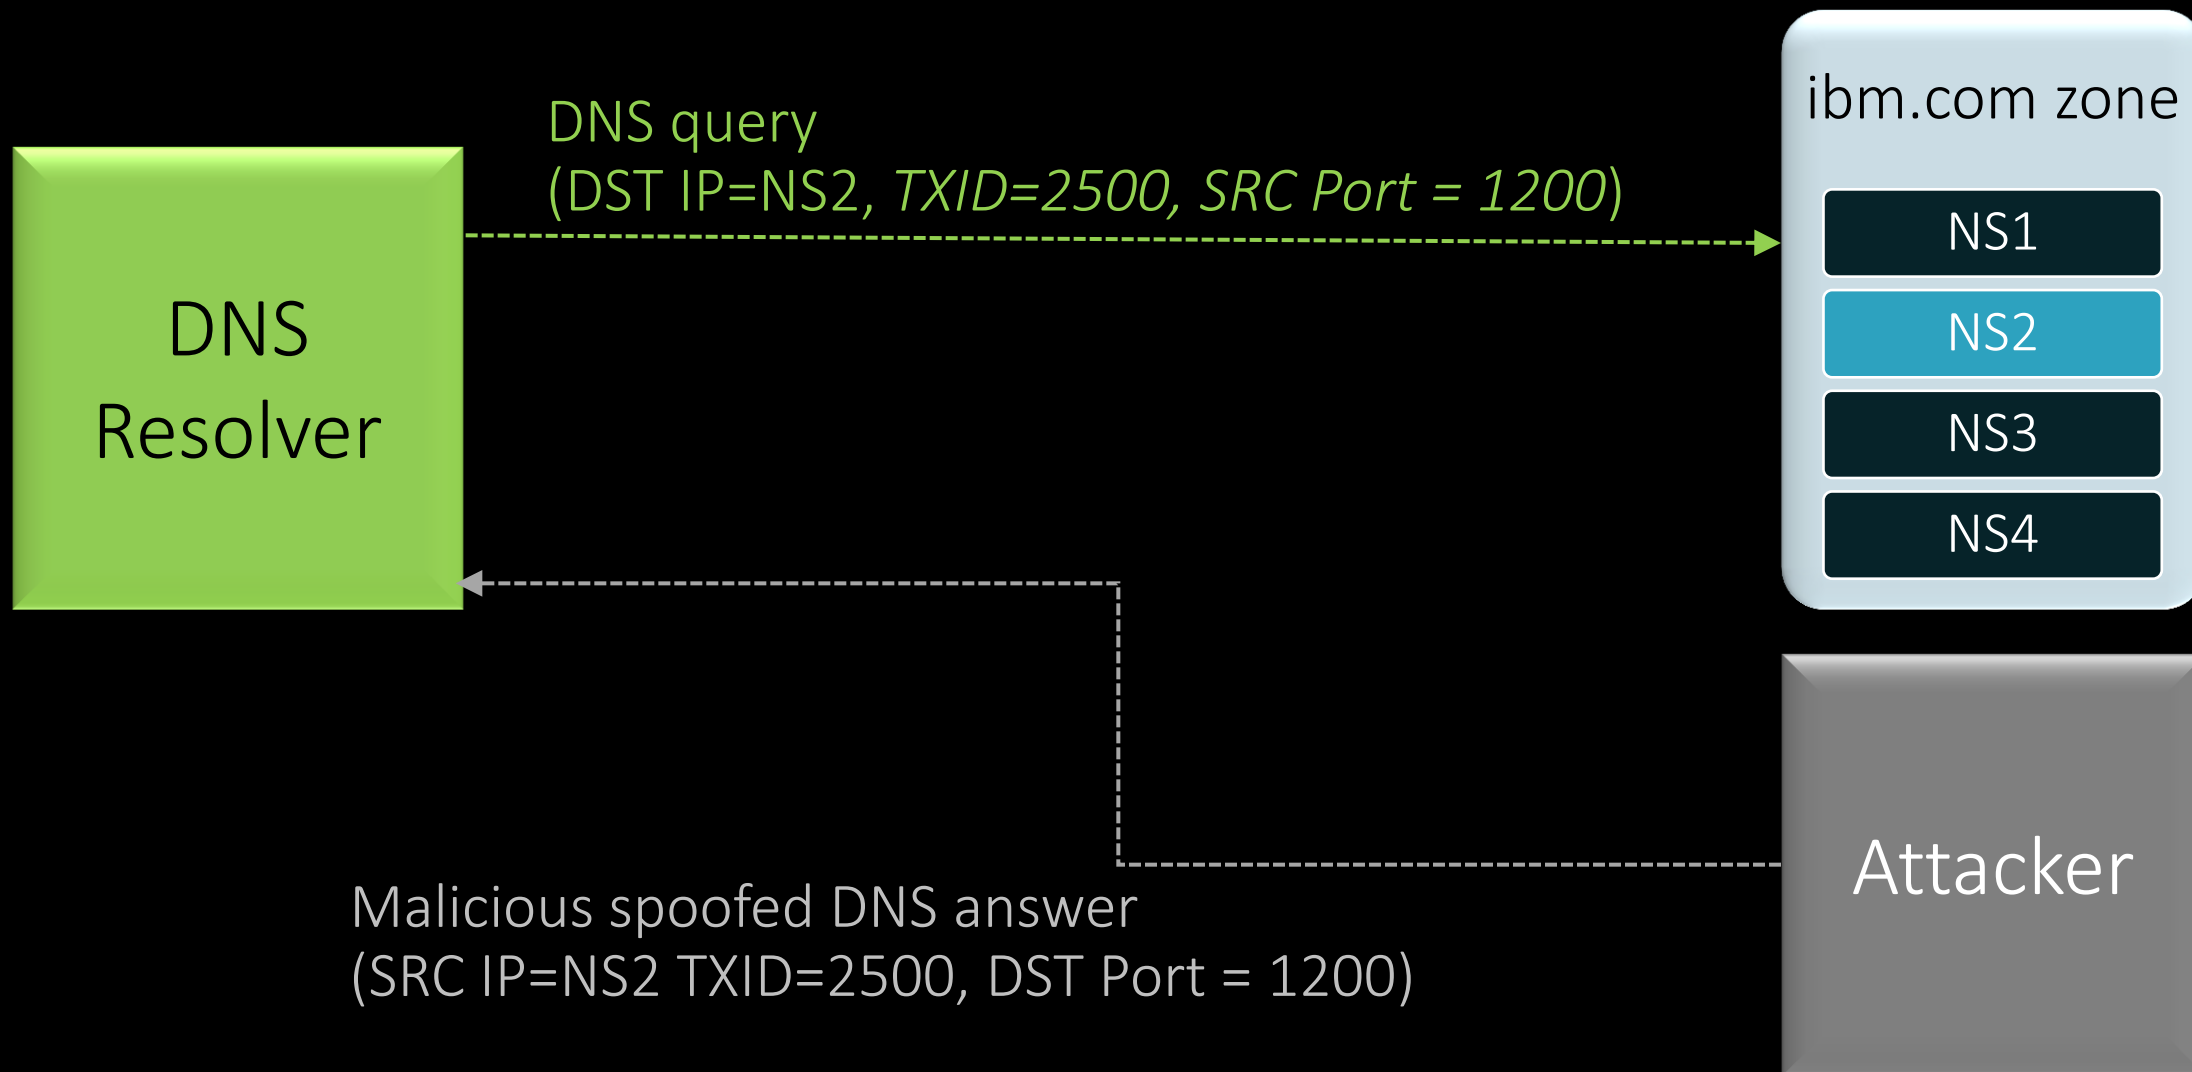 DNS query
(DST IP=NS2, TXID=2500, SRC Port = 1200)
DNS
Resolver
ibm.com zone
NS1
NS2
NS3
NS4
Malicious spoofed DNS answer
(SRC IP=NS2 TXID=2500, DST Port = 1200)
Attacker